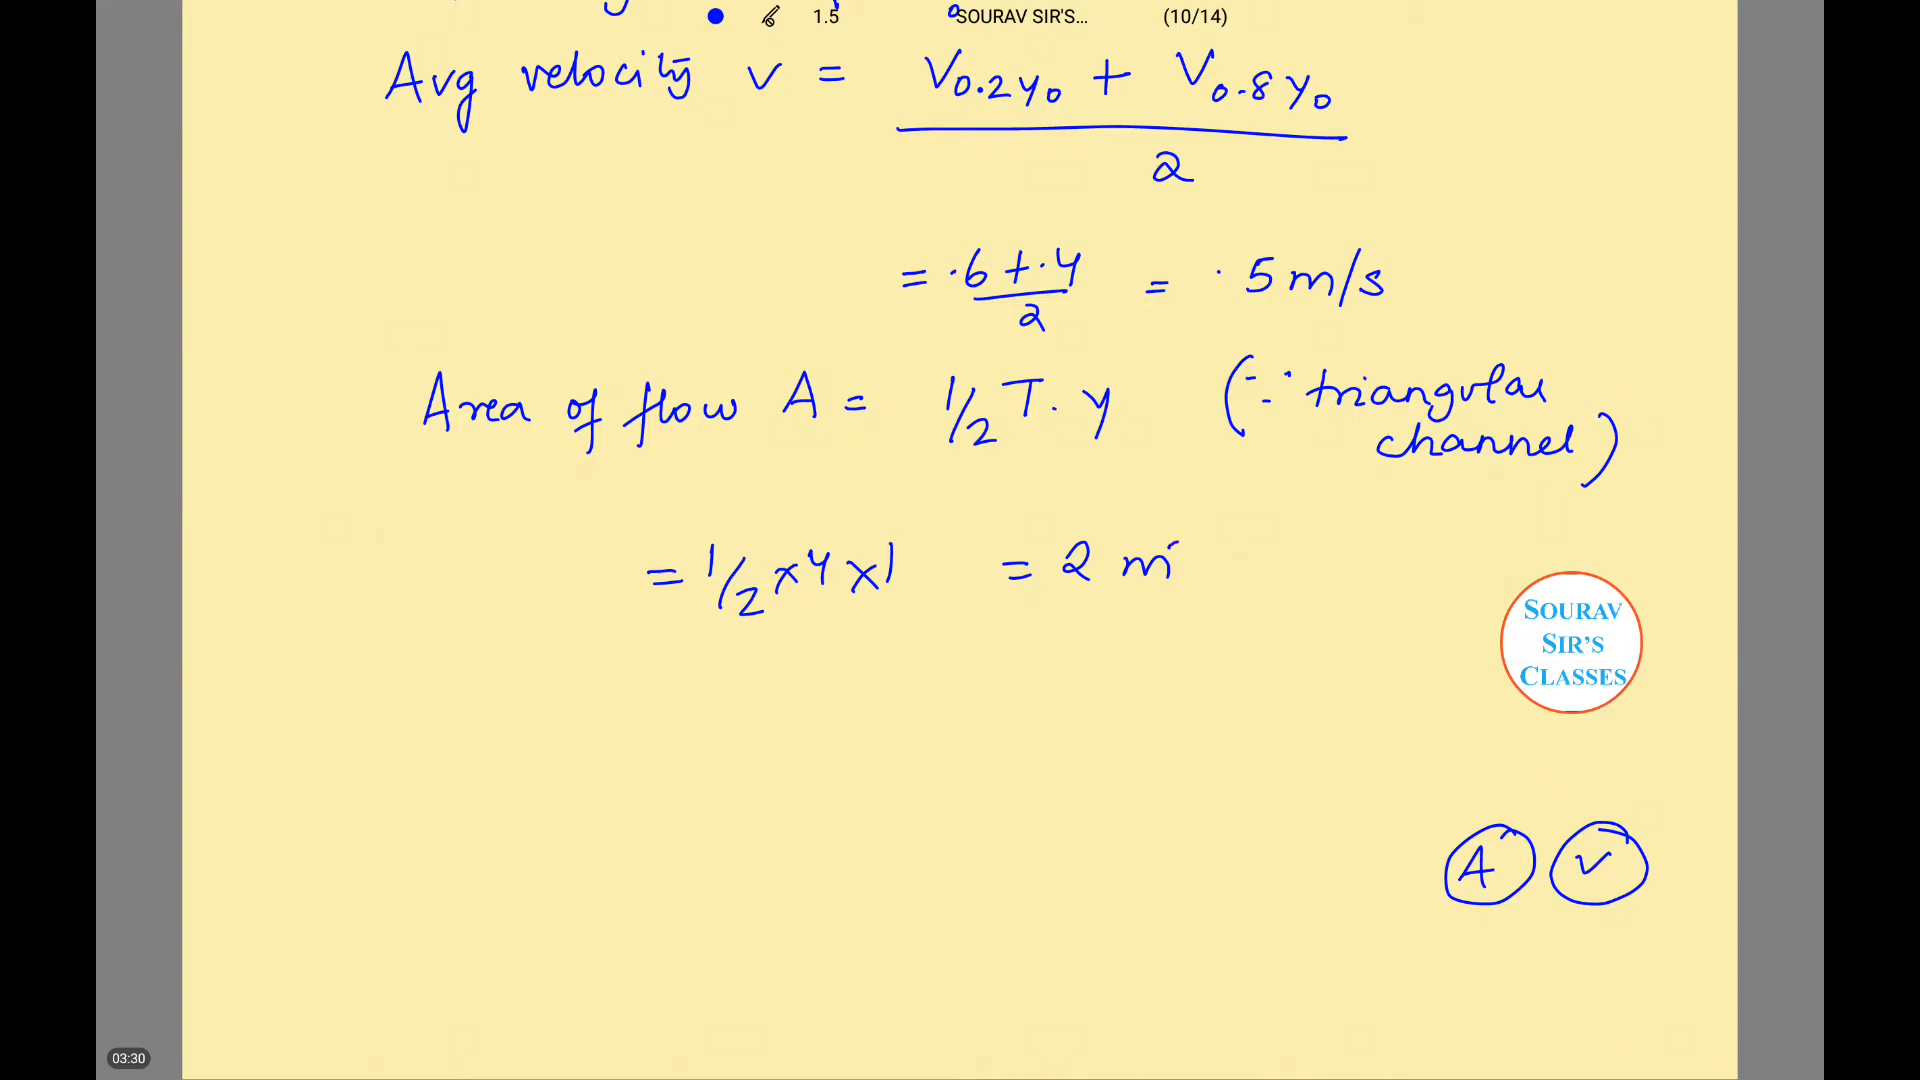 1.5 SOURAV SIR'S... (10/14)
Avg velocity v = V0.2y0 + V0.8y0 / 2
= .6 + .4 / 2 = .5 m/s
Area of flow A = 1/2 T. y (∵ triangular
channel)
= 1/2 x 4 x 1 = 2 m
SOURAV
SIR'S
CLASSES
A V
03:30